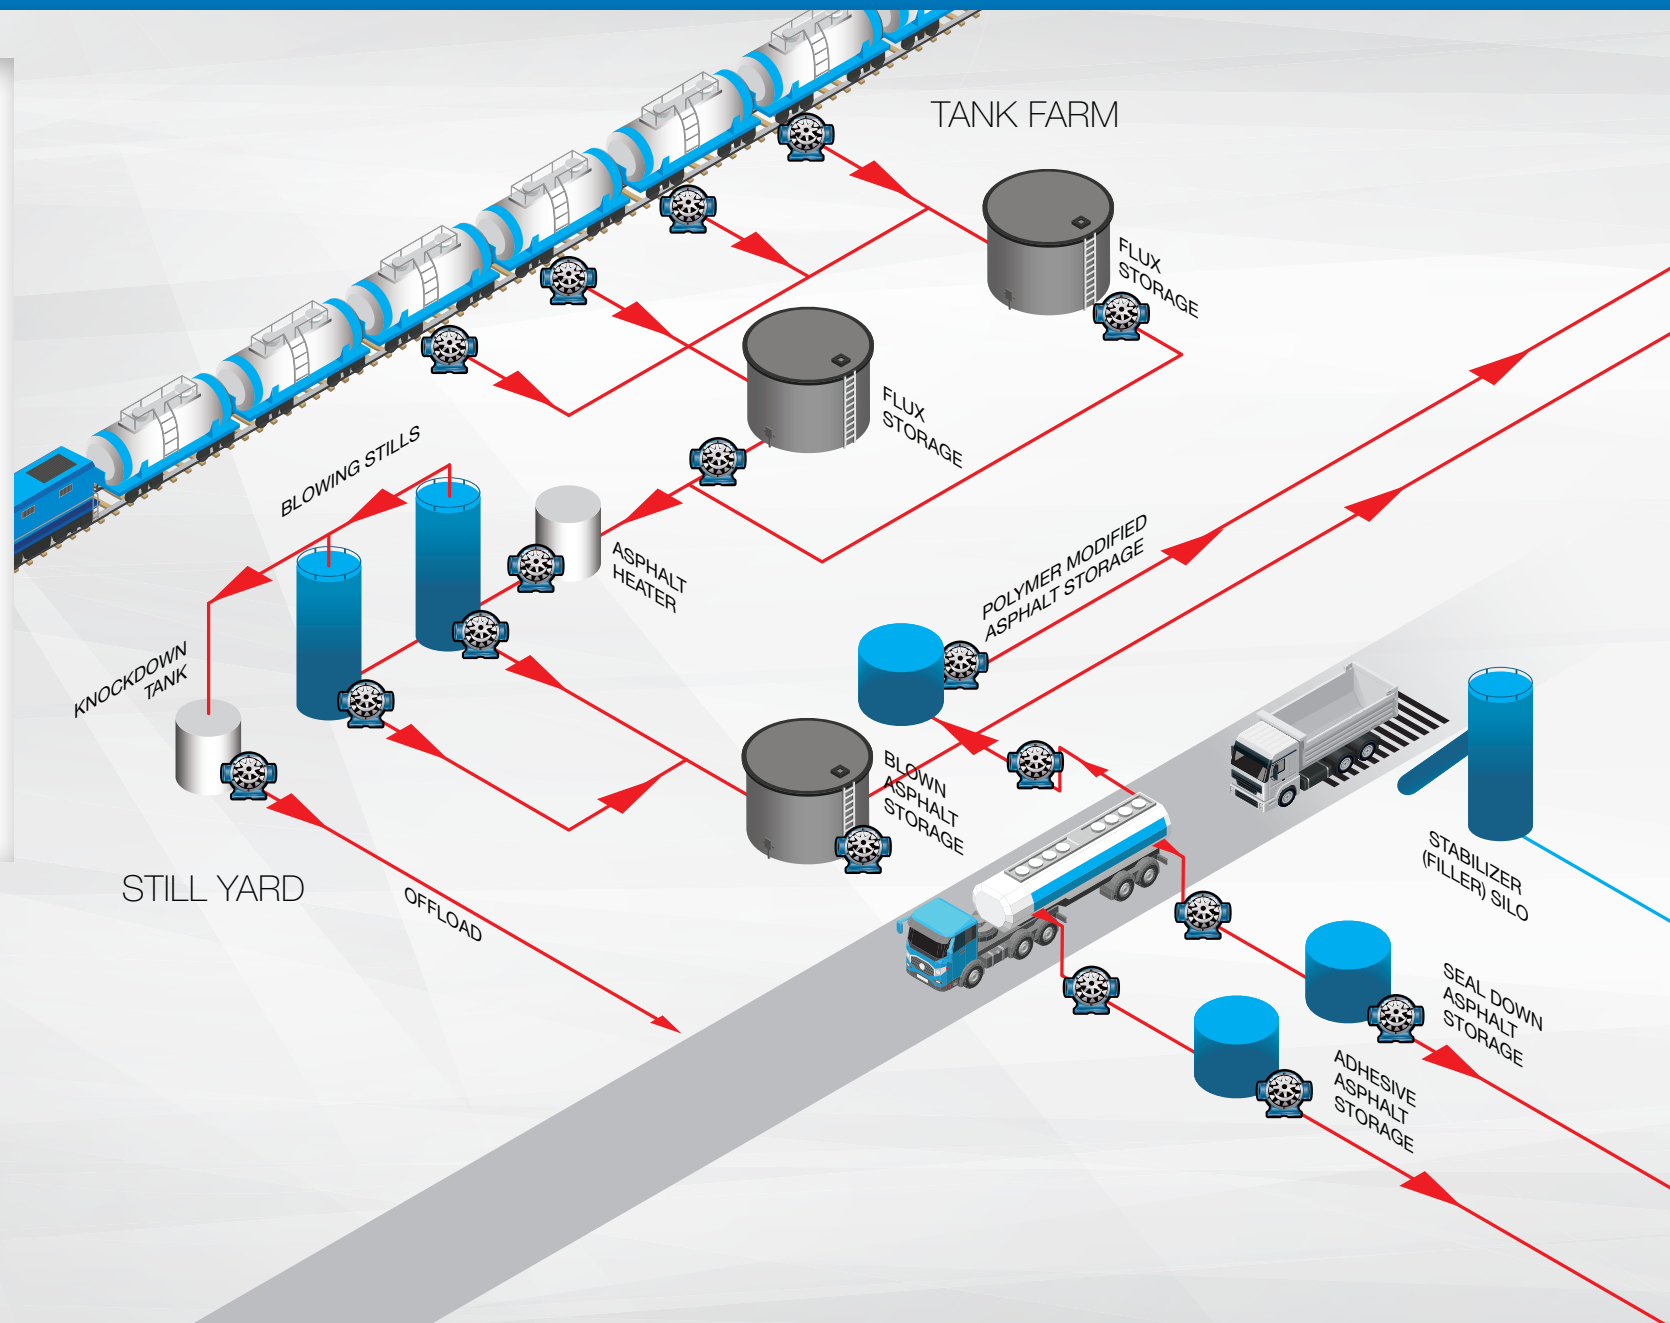 TANK FARM
FLUX
STORAGE
FLUX
STORAGE
BLOWING STILLS
ASPHALT
HEATER
POLYMER MODIFIED
ASPHALT STORAGE
KNOCKDOWN
TANK
BLOWN
ASPHALT
STORAGE
STABILIZER
(FILLER) SILO
STILL YARD
OFFLOAD
SEAL DOWN
ASPHALT
STORAGE
ADHESIVE
ASPHALT
STORAGE